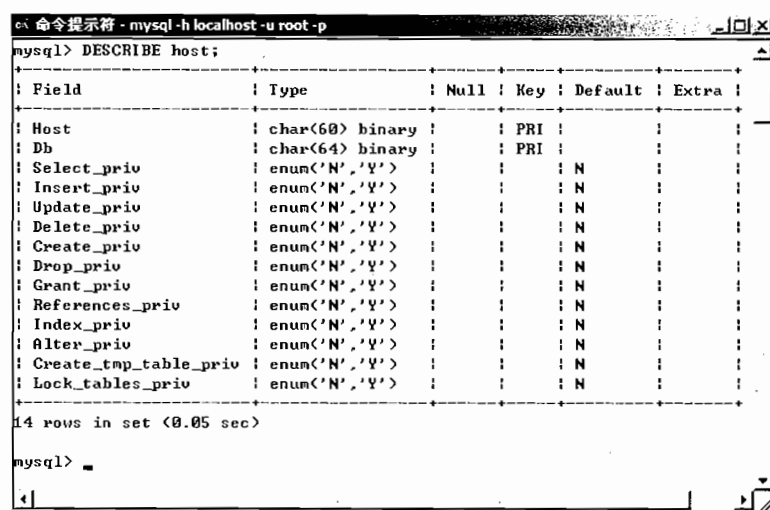 命令提示符 - mysql -h localhost -u root -p
mysql> DESCRIBE host;
+----------------------+-----------------+------+-----+---------+-------+
| Field | Type | Null | Key | Default | Extra |
+----------------------+-----------------+------+-----+---------+-------+
| Host | char(60) binary | | PRI | | |
| Db | char(64) binary | | PRI | | |
| Select_priv | enum('N','Y') | | | N | |
| Insert_priv | enum('N','Y') | | | N | |
| Update_priv | enum('N','Y') | | | N | |
| Delete_priv | enum('N','Y') | | | N | |
| Create_priv | enum('N','Y') | | | N | |
| Drop_priv | enum('N','Y') | | | N | |
| Grant_priv | enum('N','Y') | | | N | |
| References_priv | enum('N','Y') | | | N | |
| Index_priv | enum('N','Y') | | | N | |
| Alter_priv | enum('N','Y') | | | N | |
| Create_tmp_table_priv | enum('N','Y') | | | N | |
| Lock_tables_priv | enum('N','Y') | | | N | |
+----------------------+-----------------+------+-----+---------+-------+
14 rows in set (0.05 sec)
mysql>